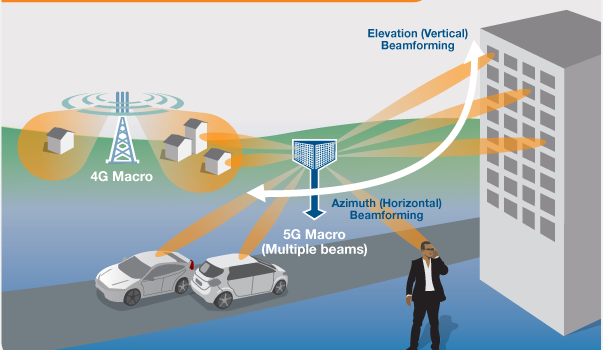 Elevation (Vertical)
Beamforming
4G Macro
Azimuth (Horizontal)
Beamforming
5G Macro
(Multiple beams)